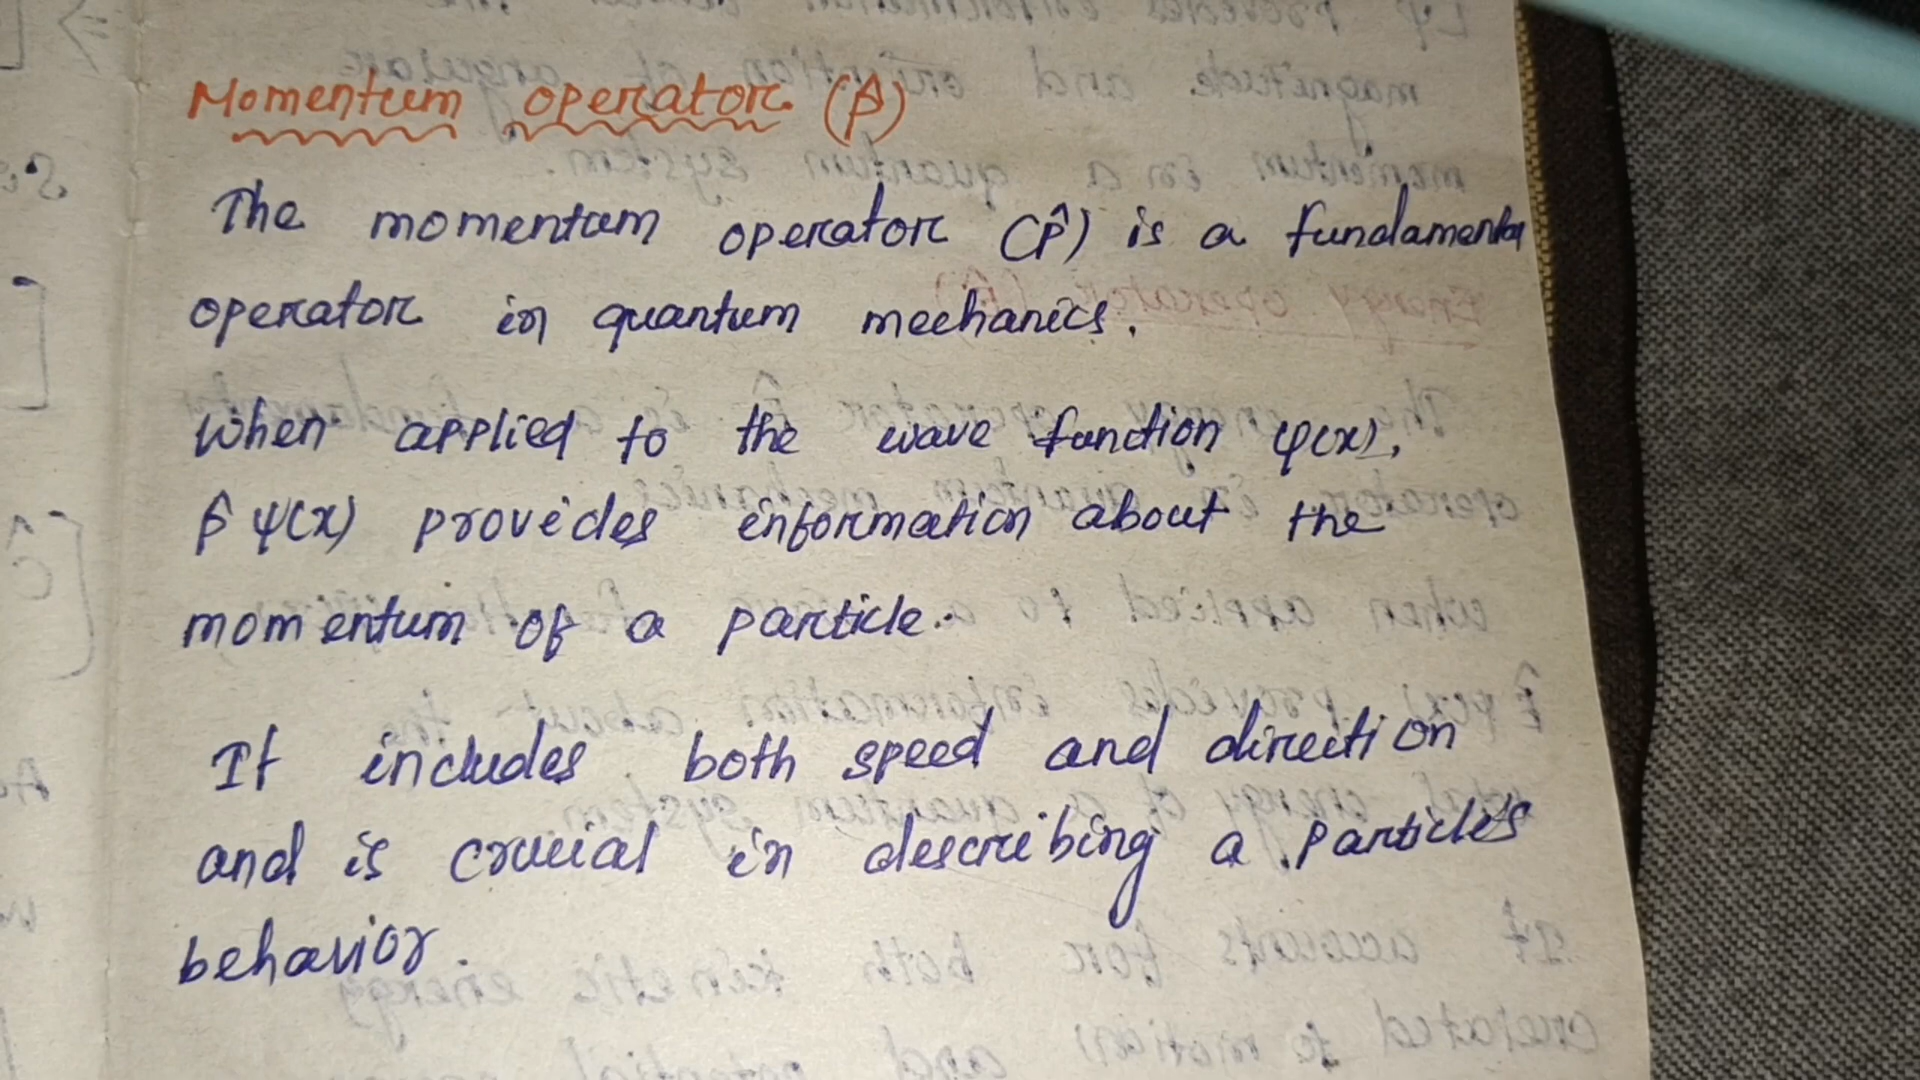 Momentum operator (p̂)
The momentum operator (p̂) is a fundamental
operator in quantum mechanics.
When applied to the wave function φ(x),
p̂ ψ(x) provides information about the
momentum of a particle.
It includes both speed and direction
and is crucial in describing a particle's
behavior